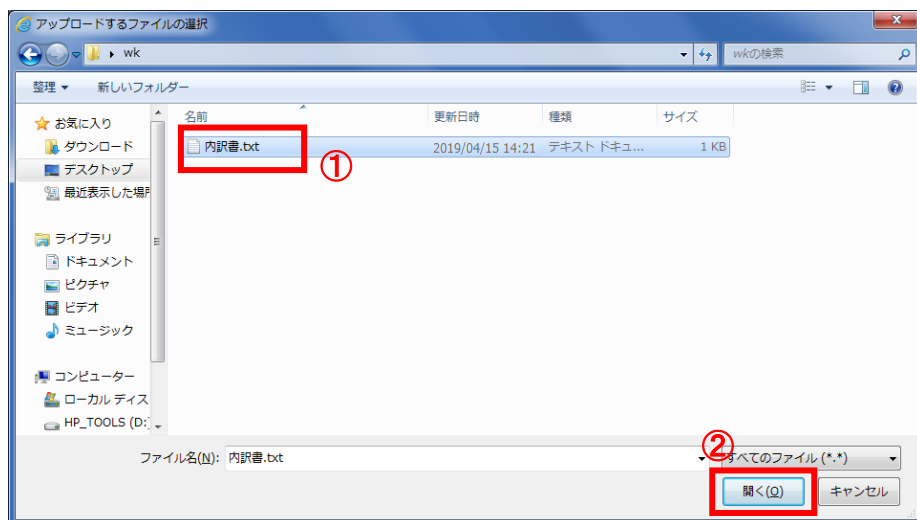 アップロードするファイルの選択
wk
wkの検索
整理 新しいフォルダー
名前 更新日時 種類 サイズ
内訳書.txt 2019/04/15 14:21 テキスト ドキュ... 1 KB
①
お気に入り
ダウンロード
デスクトップ
最近表示した場所
ライブラリ
ドキュメント
ピクチャ
ビデオ
ミュージック
コンピューター
ローカル ディス
HP_TOOLS (D:)
ファイル名(N): 内訳書.txt
②
すべてのファイル (*.*)
開く(O) キャンセル